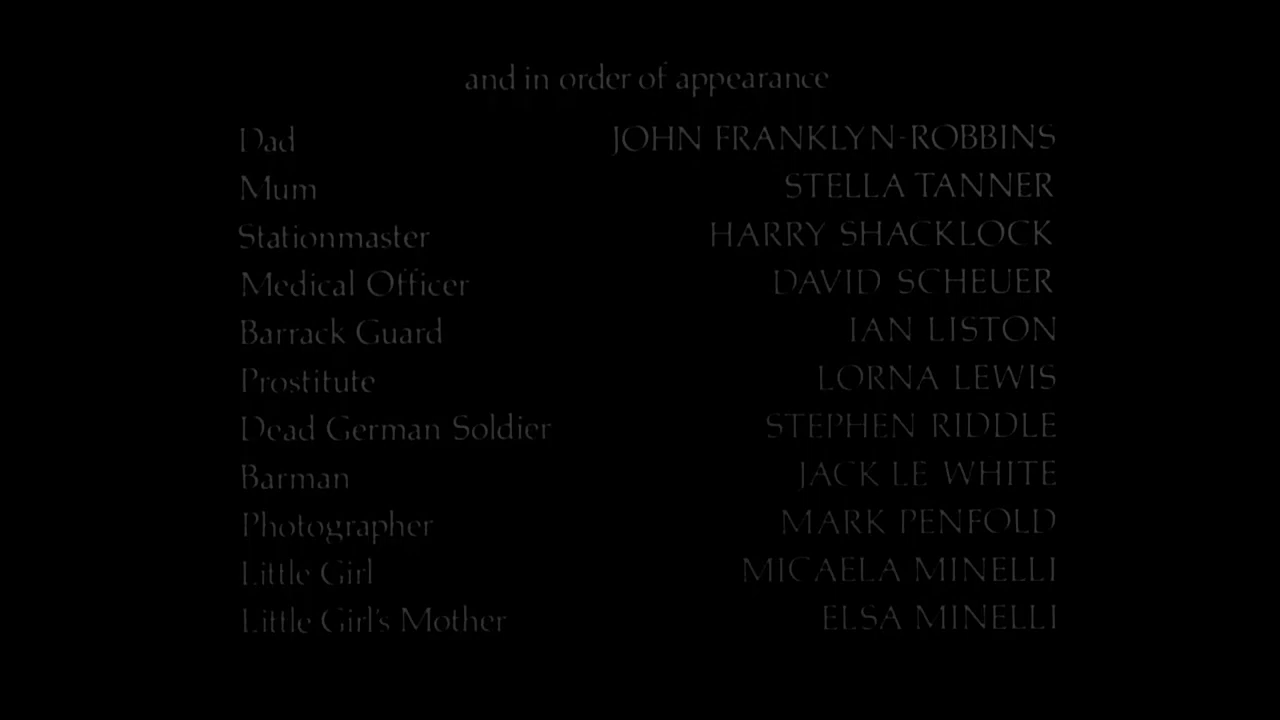 and in order of appearance
Dad JOHN FRANKLYN-ROBBINS
Mum STELLA TANNER
Stationmaster HARRY SHACKLOCK
Medical Officer DAVID SCHEUER
Barrack Guard IAN LISTON
Prostitute LORNA LEWIS
Dead German Soldier STEPHEN RIDDLE
Barman JACK LE WHITE
Photographer MARK PENFOLD
Little Girl MICAELA MINELLI
Little Girl's Mother ELSA MINELLI